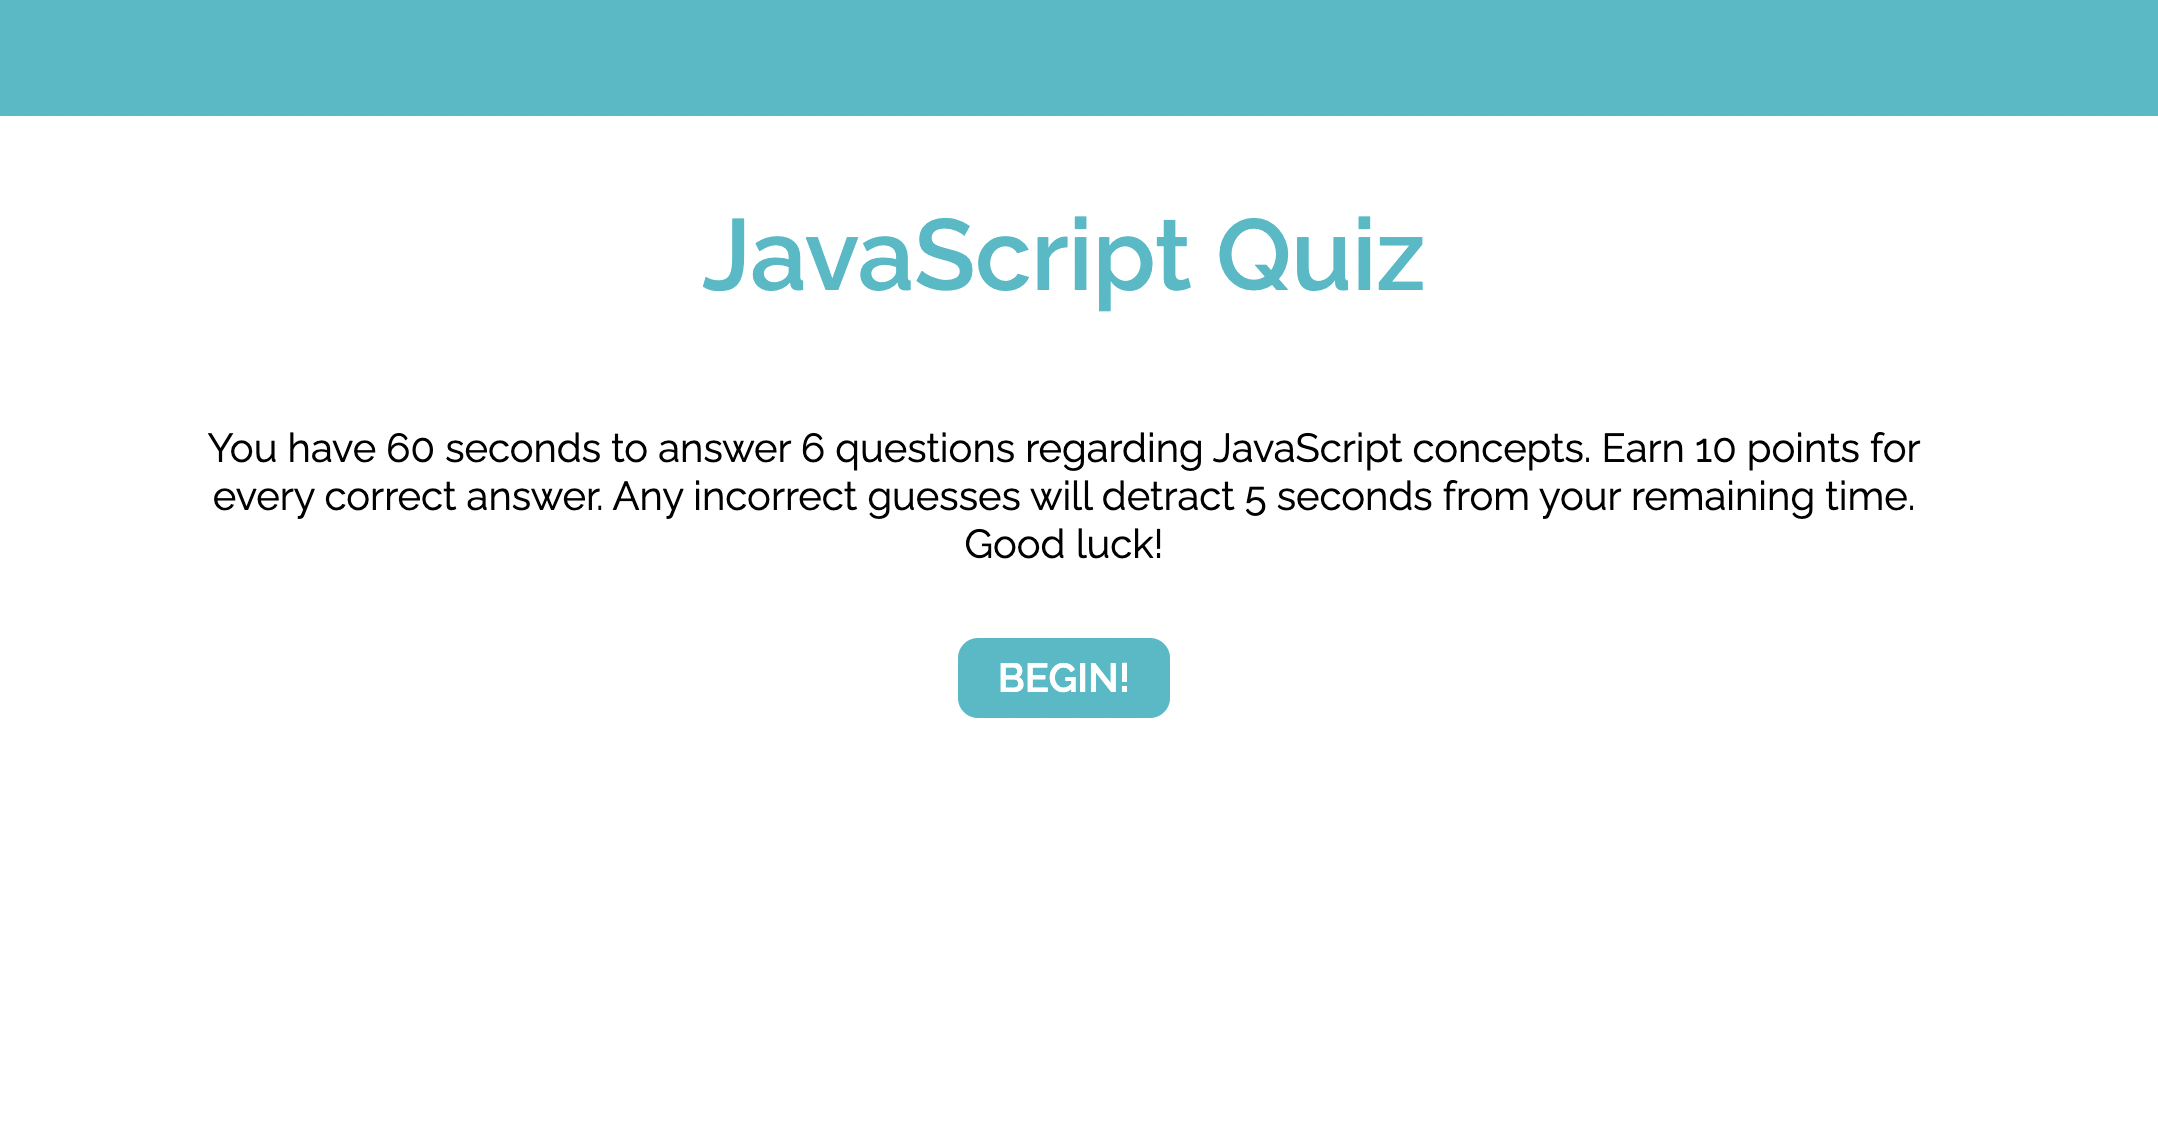 JavaScript Quiz
You have 60 seconds to answer 6 questions regarding JavaScript concepts. Earn 10 points for
every correct answer. Any incorrect guesses will detract 5 seconds from your remaining time.
Good luck!
BEGIN!